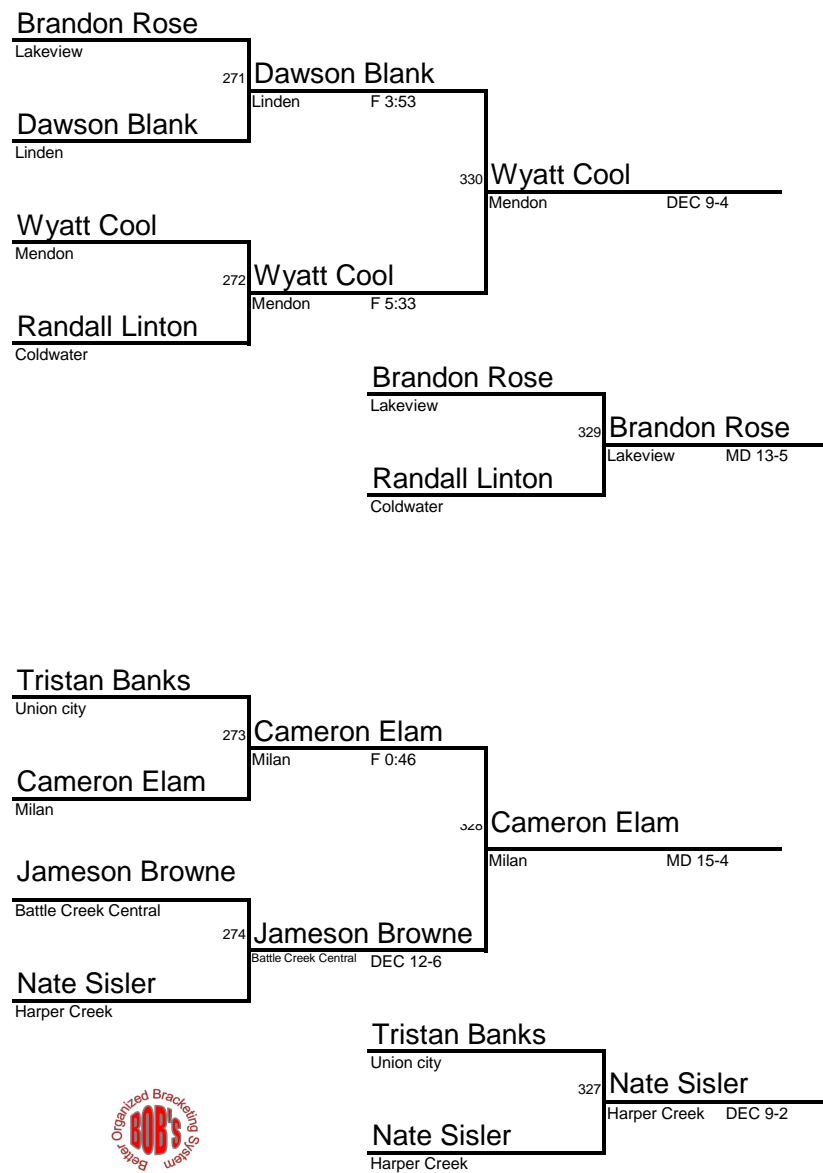 Brandon Rose
Lakeview
271 Dawson Blank
Linden F 3:53
Dawson Blank
Linden
330 Wyatt Cool
Mendon DEC 9-4
Wyatt Cool
Mendon
272 Wyatt Cool
Mendon F 5:33
Randall Linton
Coldwater
Brandon Rose
Lakeview
329 Brandon Rose
Lakeview MD 13-5
Randall Linton
Coldwater
Tristan Banks
Union city
273 Cameron Elam
Milan F 0:46
Cameron Elam
Milan
328 Cameron Elam
Milan MD 15-4
Jameson Browne
Battle Creek Central
274 Jameson Browne
Battle Creek Central DEC 12-6
Nate Sisler
Harper Creek
Tristan Banks
Union city
327 Nate Sisler
Harper Creek DEC 9-2
Nate Sisler
Harper Creek
Better Organized Bracketing System
BOB'S